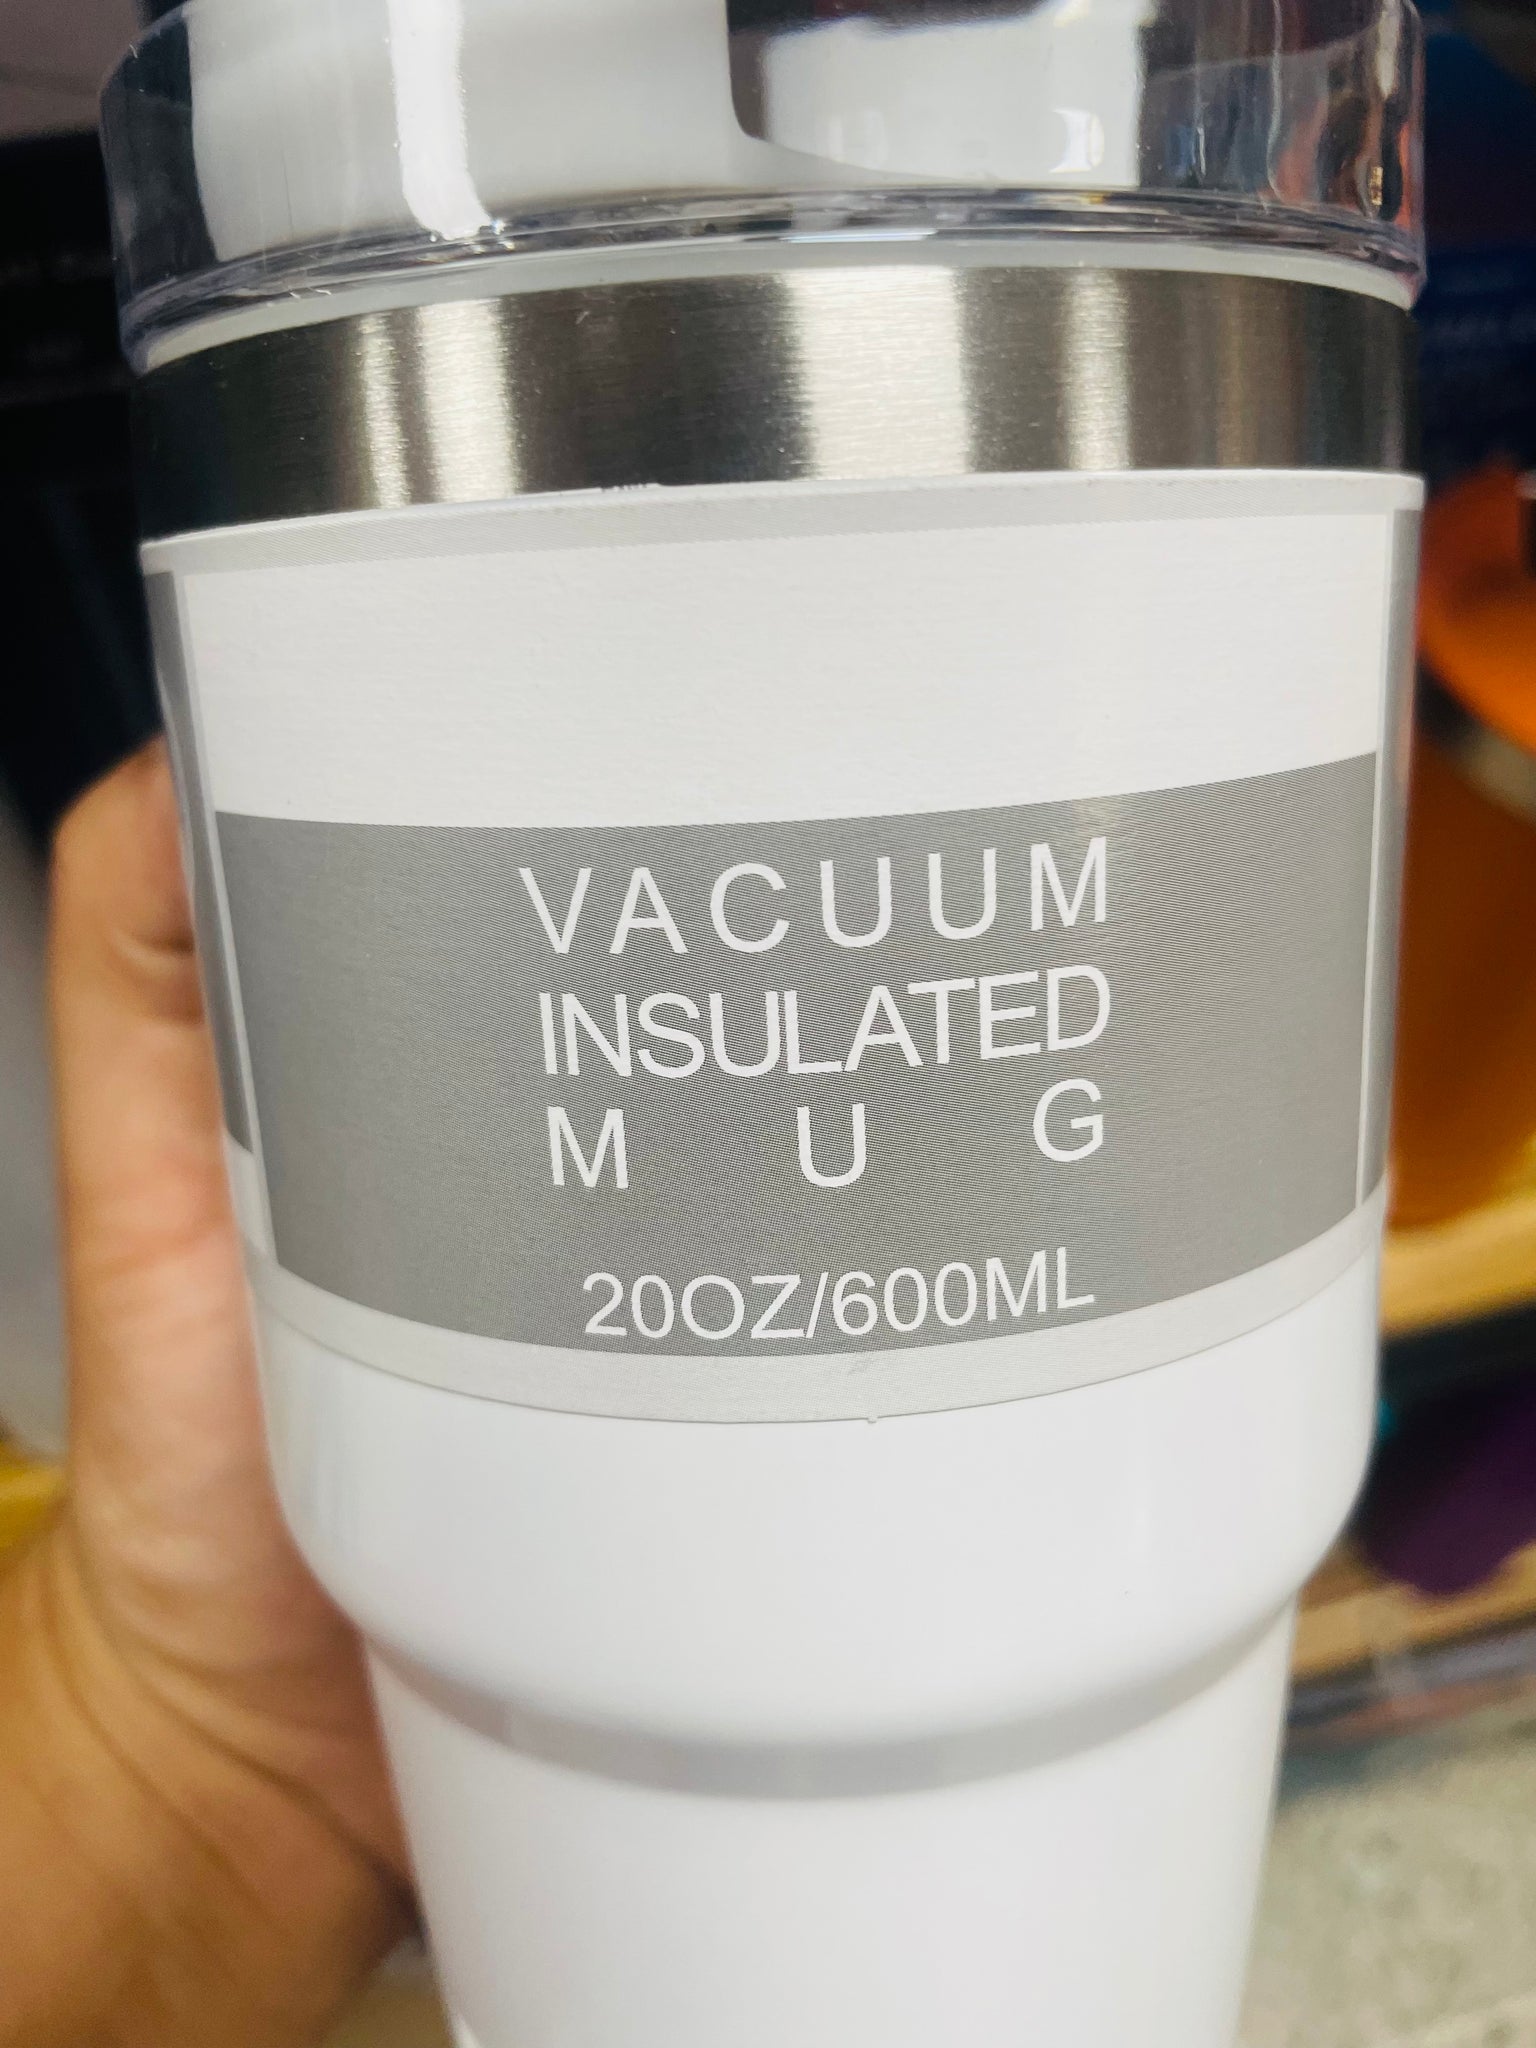 VACUUM
INSULATED
MUG
20OZ/600ML